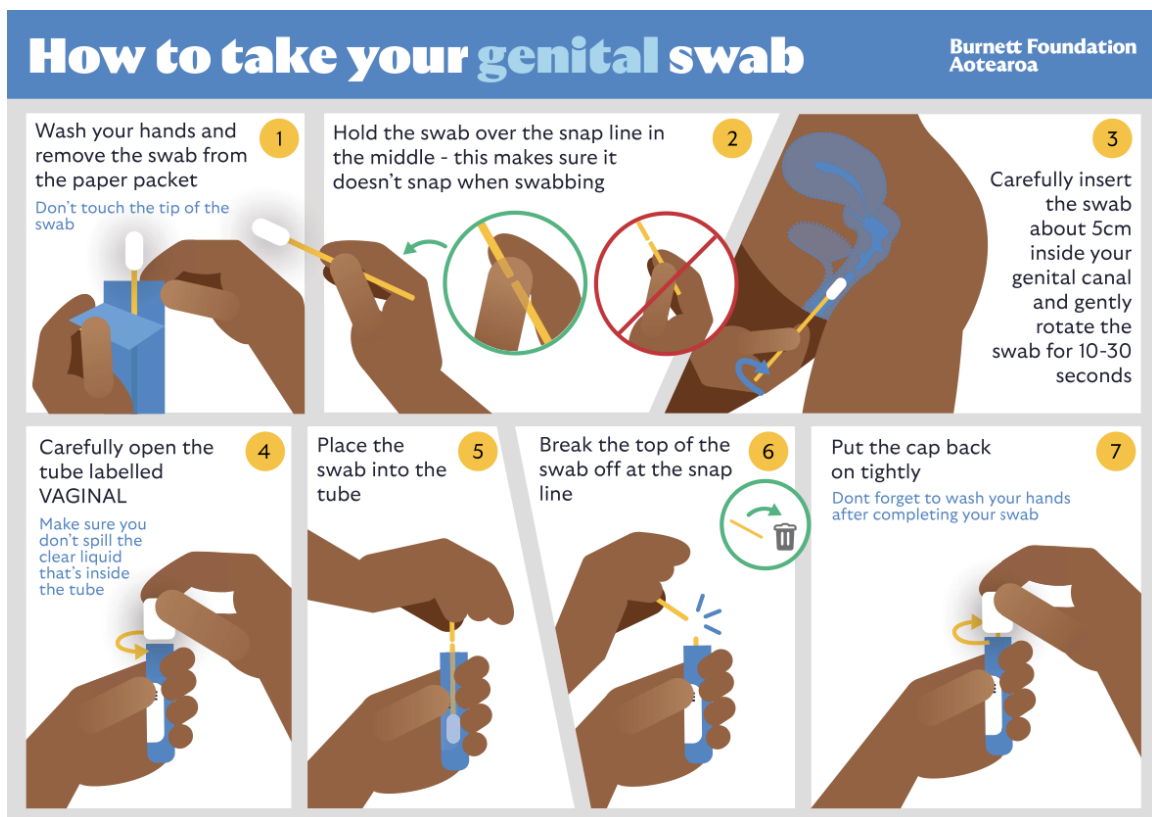 How to take your genital swab
Burnett Foundation
Aotearoa
Wash your hands and
remove the swab from
the paper packet
1
Don't touch the tip of the
swab
Hold the swab over the snap line in
the middle - this makes sure it
doesn't snap when swabbing
2
3
Carefully insert
the swab
about 5cm
inside your
genital canal
and gently
rotate the
swab for 10-30
seconds
Carefully open the
tube labelled
VAGINAL
4
Make sure you
don't spill the
clear liquid
that's inside
the tube
Place the
swab into the
tube
5
Break the top of the
swab off at the snap
line
6
Put the cap back
on tightly
7
Dont forget to wash your hands
after completing your swab